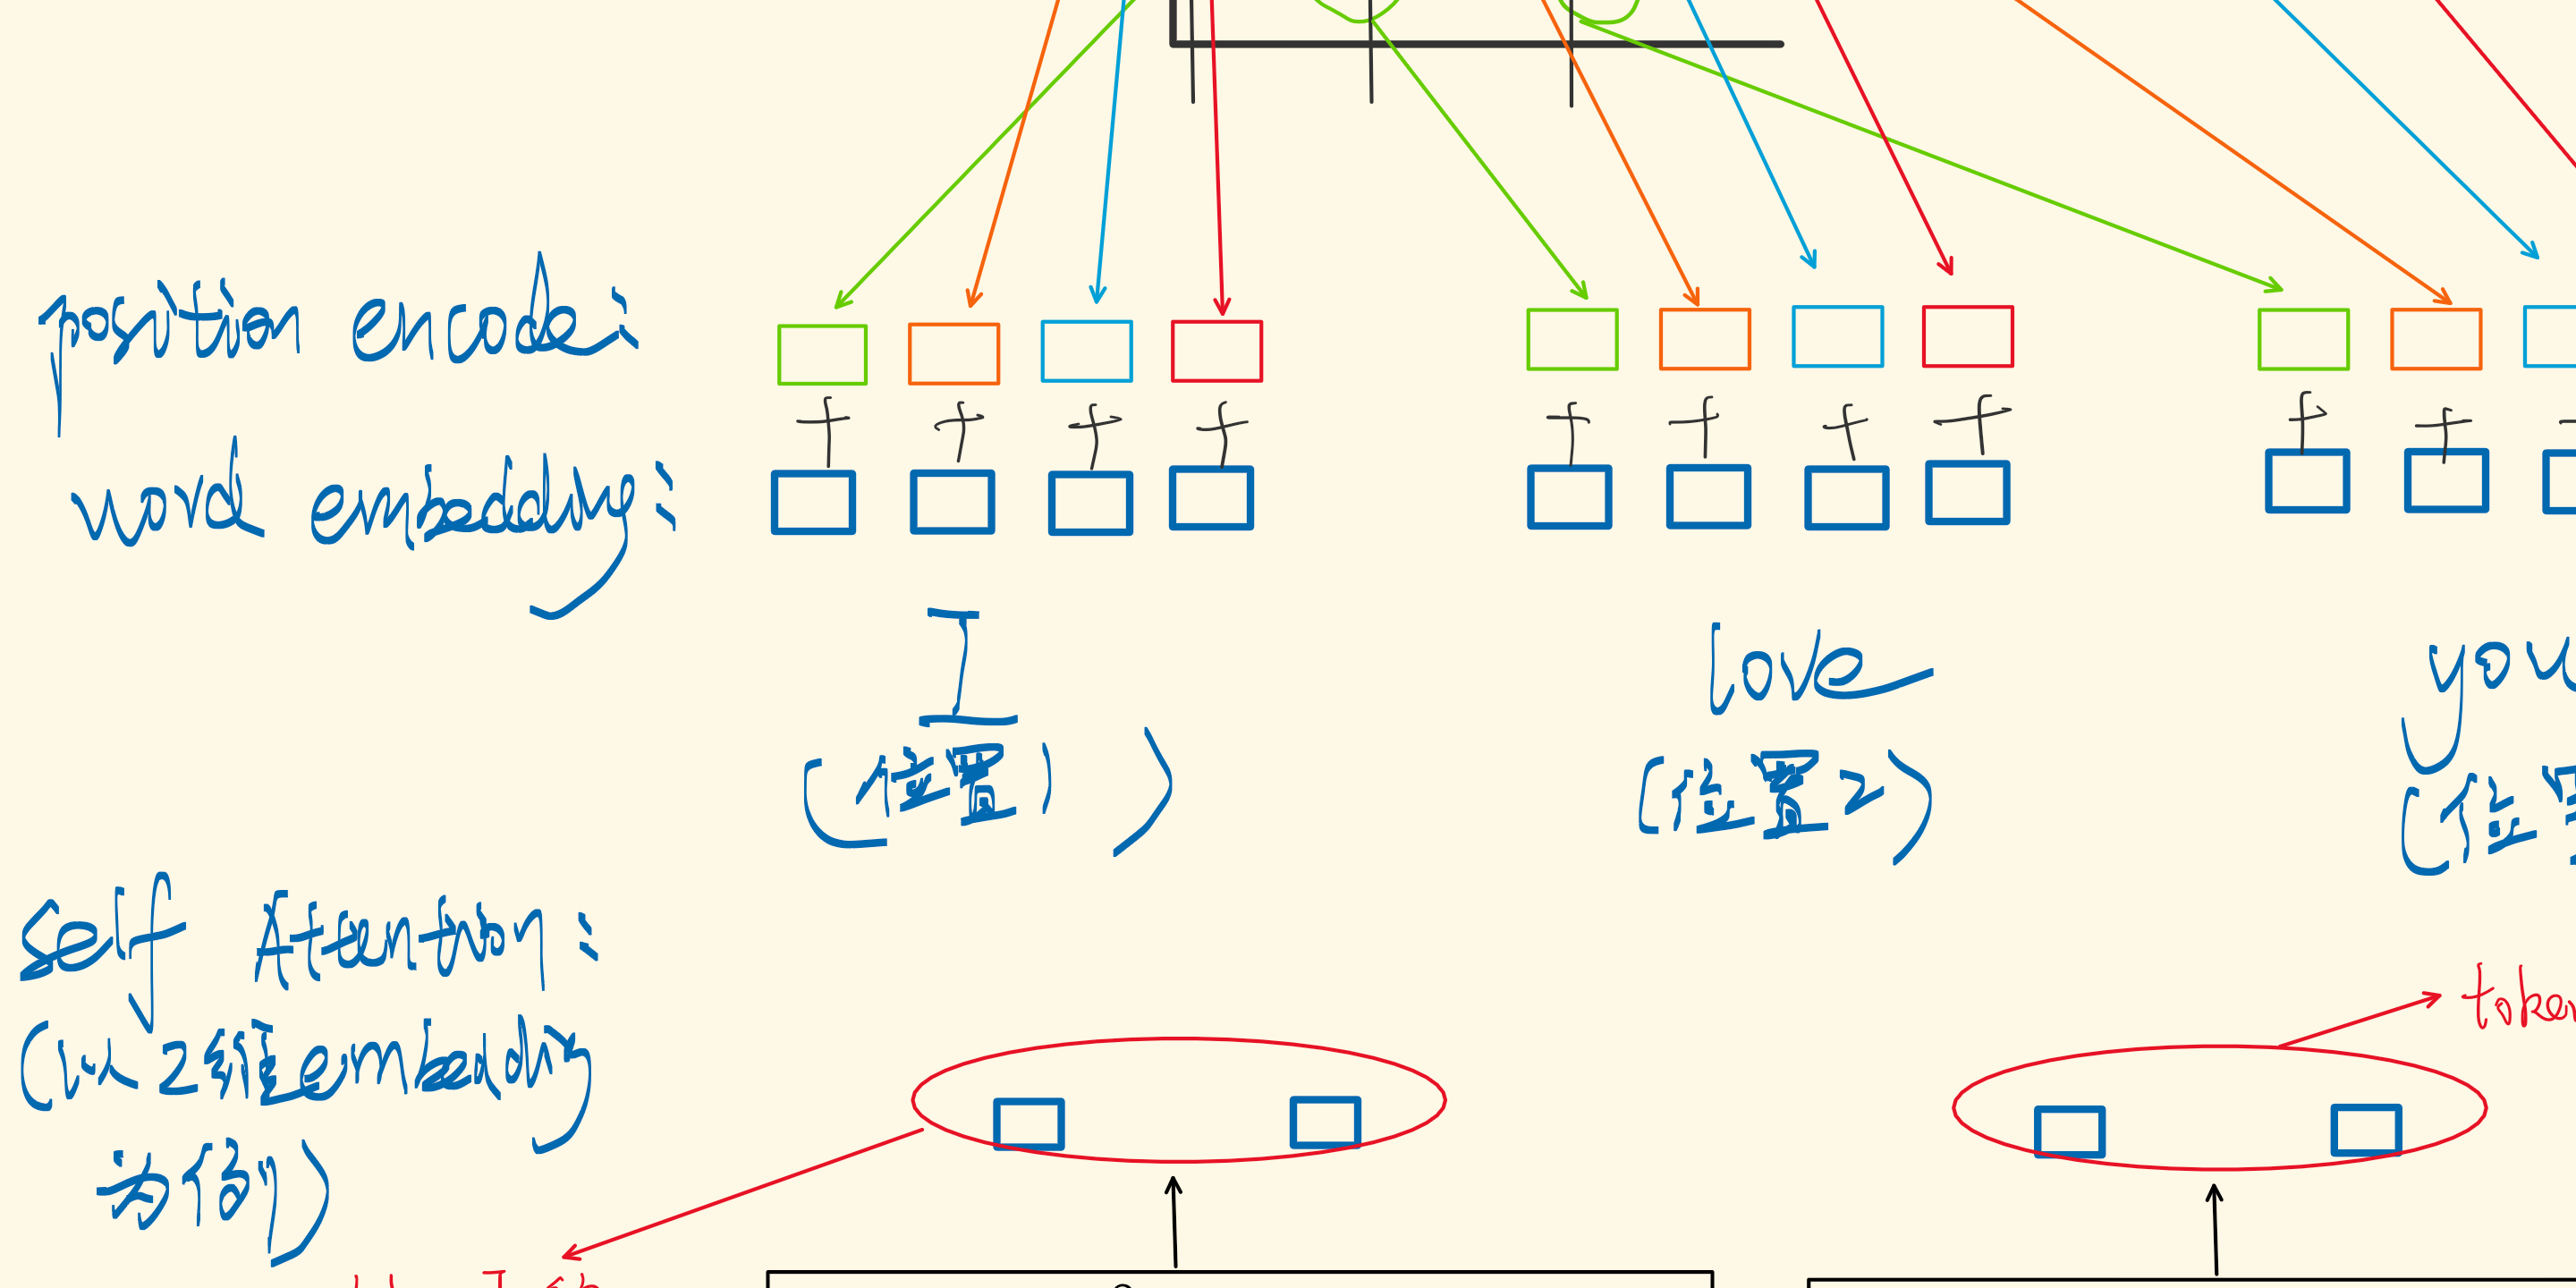 position encode:
word embedding:
I
love
you
(位置1)
(位置2)
(位置
self Attention:
(以2维embedding
为例)
token